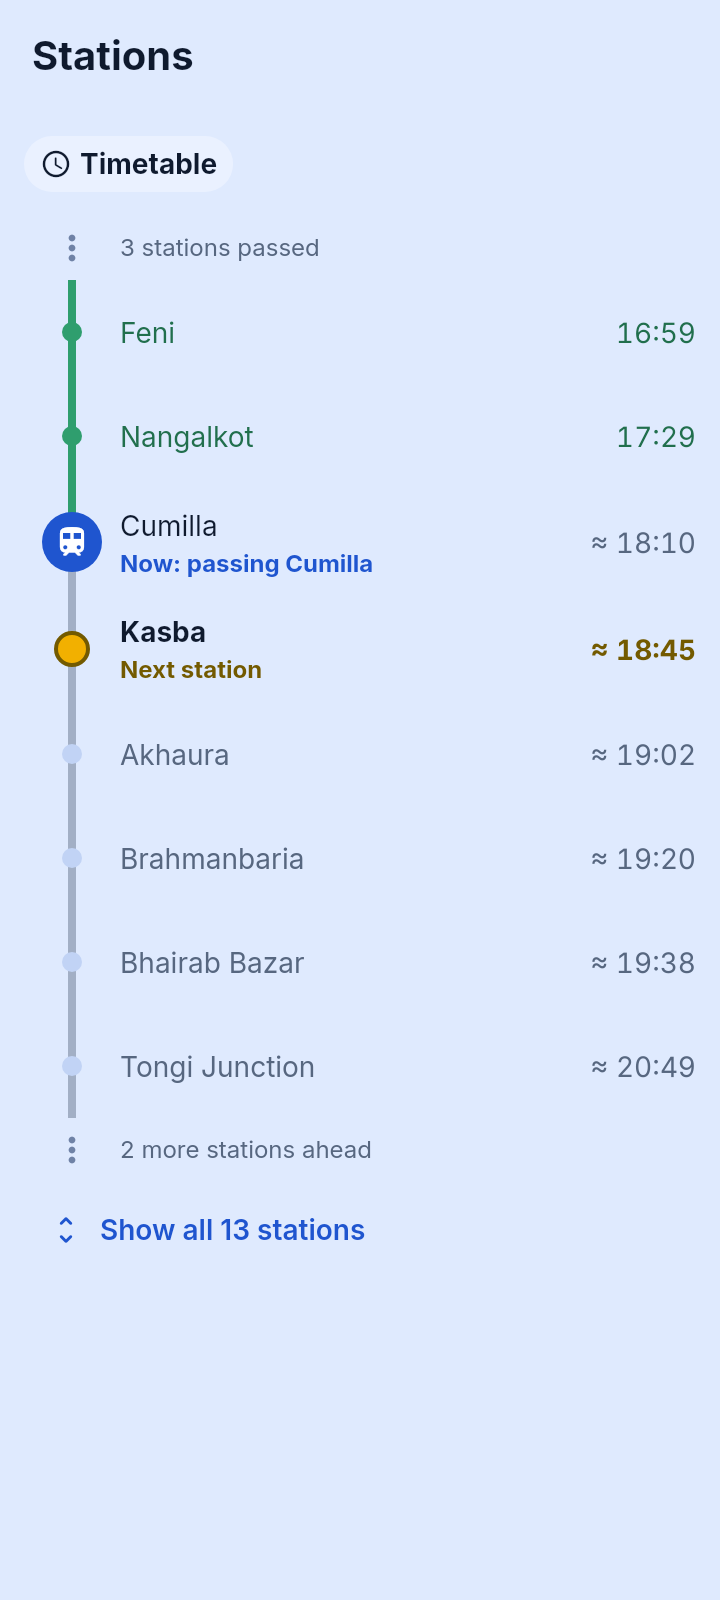 Stations
Timetable
3 stations passed
Feni 16:59
Nangalkot 17:29
Cumilla
Now: passing Cumilla
≈ 18:10
Kasba
Next station
≈ 18:45
Akhaura ≈ 19:02
Brahmanbaria ≈ 19:20
Bhairab Bazar ≈ 19:38
Tongi Junction ≈ 20:49
2 more stations ahead
Show all 13 stations